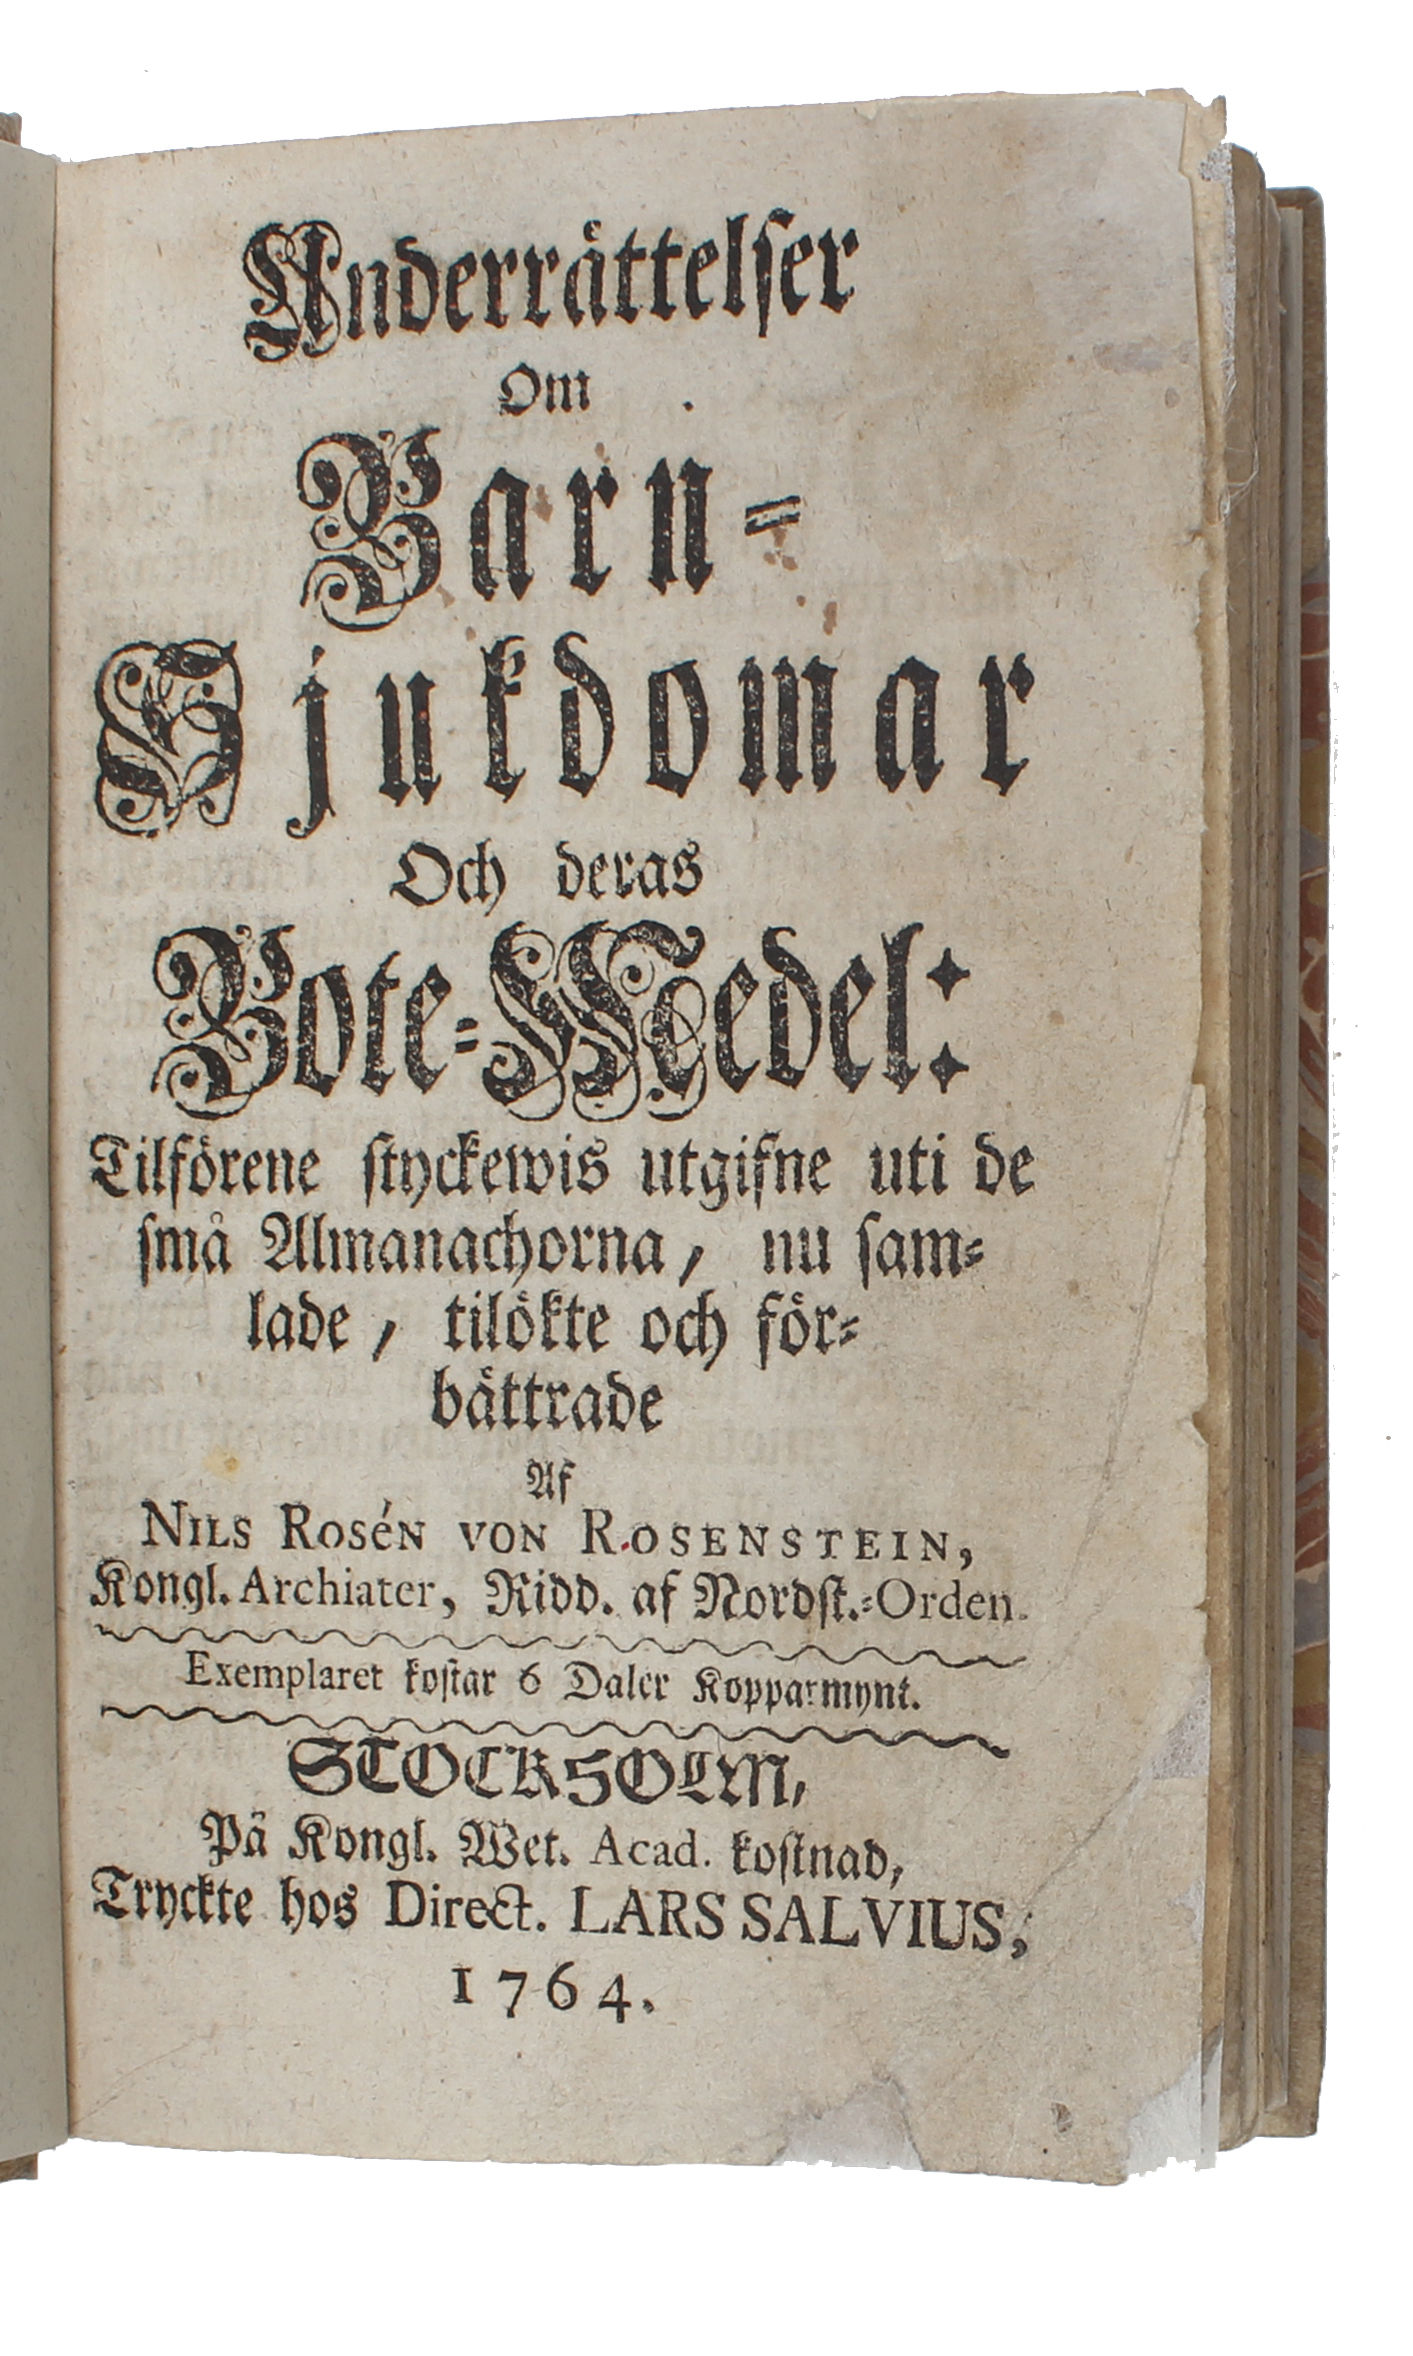 Underrättelser
Om
Barn-
Sjukdomar
Och deras
Bote-Medel:
Tilförene styckewis utgifne uti de
små Almanachorna, nu sam-
lade, tilökte och för-
bättrade
Af
NILS ROSéN VON ROSENSTEIN,
Kongl. Archiater, Ridd. af Nordst.-Orden.
Exemplaret kostar 6 Daler Kopparmynt.
STOCKHOLM,
På Kongl. Wet. Acad. kostnad,
Tryckte hos Direct. LARS SALVIUS,
1764.